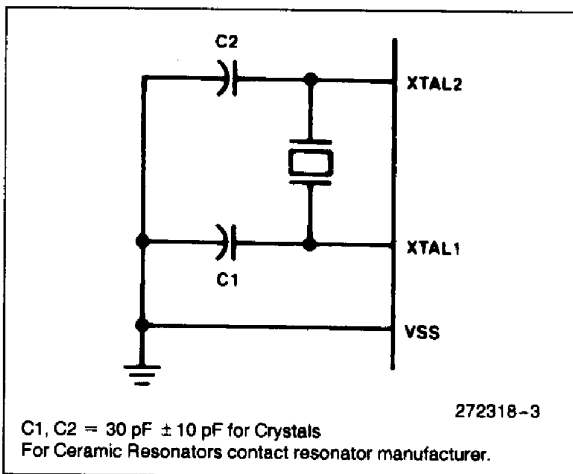 C2
XTAL2
XTAL1
C1
VSS
272318-3
C1, C2 = 30 pF ± 10 pF for Crystals
For Ceramic Resonators contact resonator manufacturer.